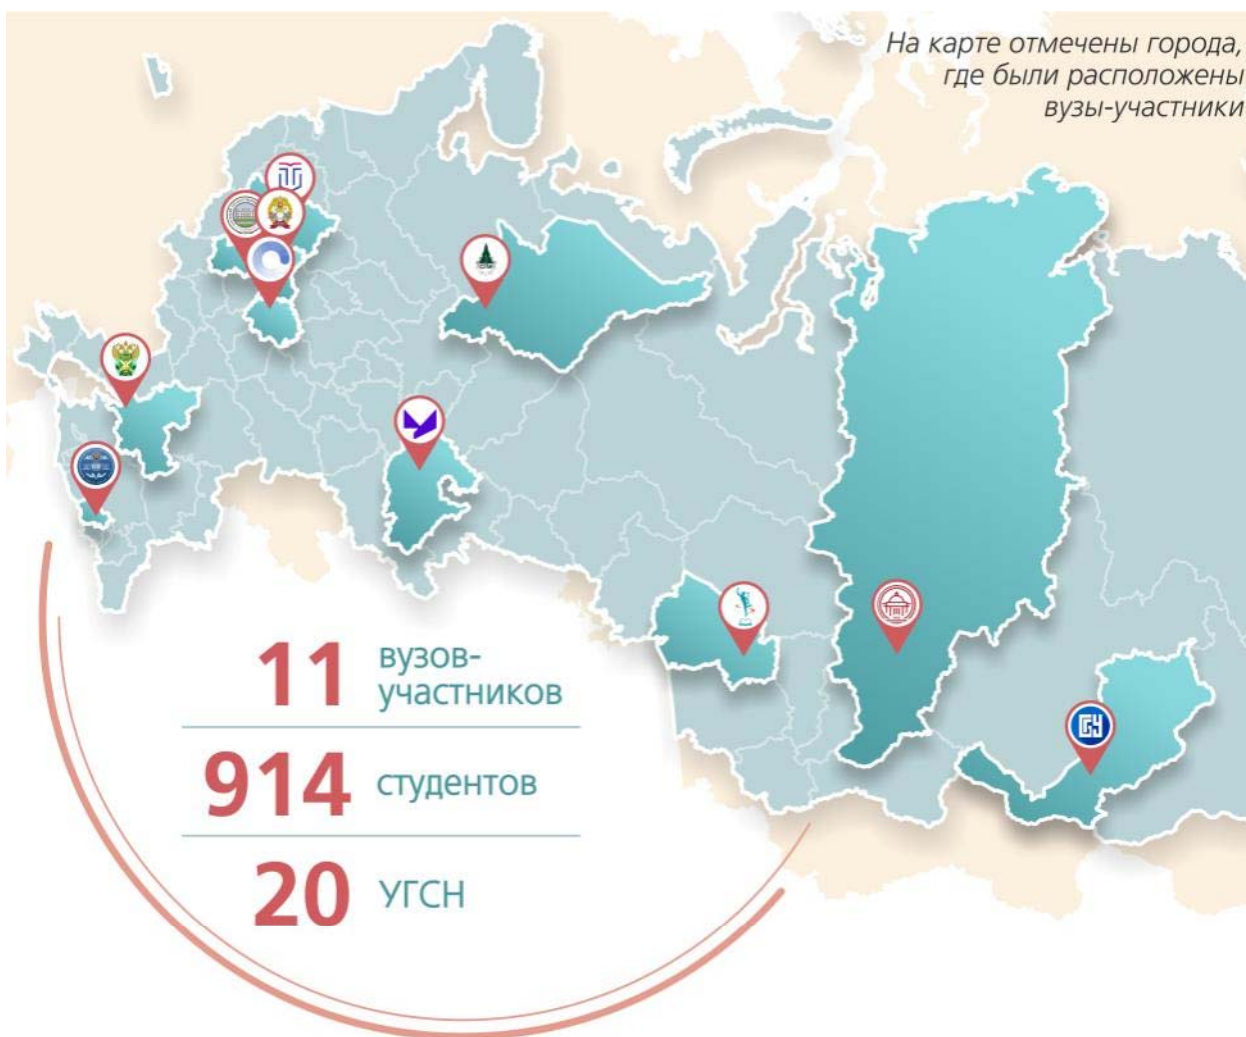 На карте отмечены города,
где были расположены
вузы-участники
11 вузов-
участников
914 студентов
20 УГСН